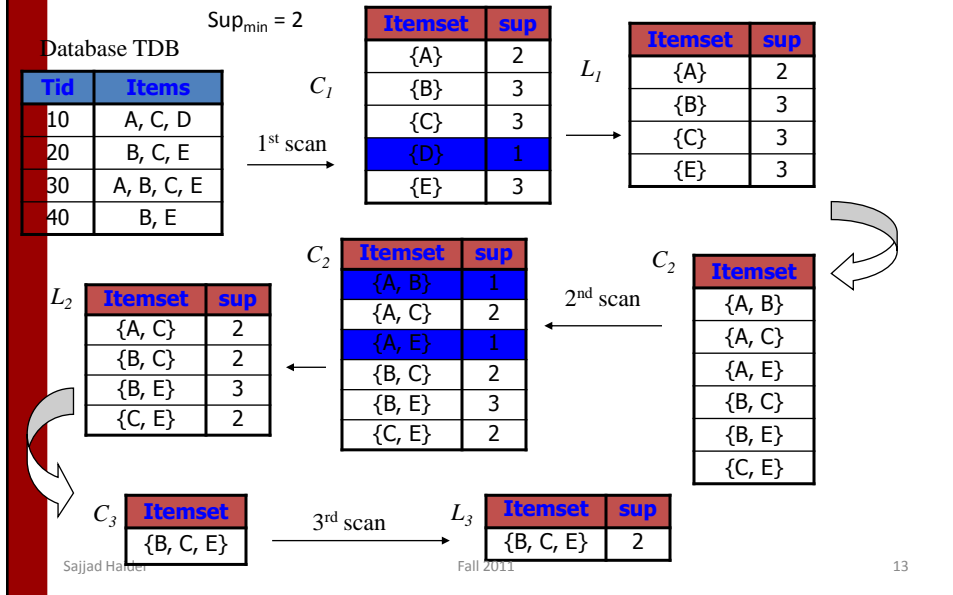 Sup_min = 2
Database TDB
Tid Items
10 A, C, D
20 B, C, E
30 A, B, C, E
40 B, E
1st scan
C1
Itemset sup
{A} 2
{B} 3
{C} 3
{D} 1
{E} 3
L1
Itemset sup
{A} 2
{B} 3
{C} 3
{E} 3
C2
Itemset
{A, B}
{A, C}
{A, E}
{B, C}
{B, E}
{C, E}
2nd scan
C2
Itemset sup
{A, B} 1
{A, C} 2
{A, E} 1
{B, C} 2
{B, E} 3
{C, E} 2
L2
Itemset sup
{A, C} 2
{B, C} 2
{B, E} 3
{C, E} 2
C3
Itemset
{B, C, E}
3rd scan
L3
Itemset sup
{B, C, E} 2
Sajjad Haider
Fall 2011
13